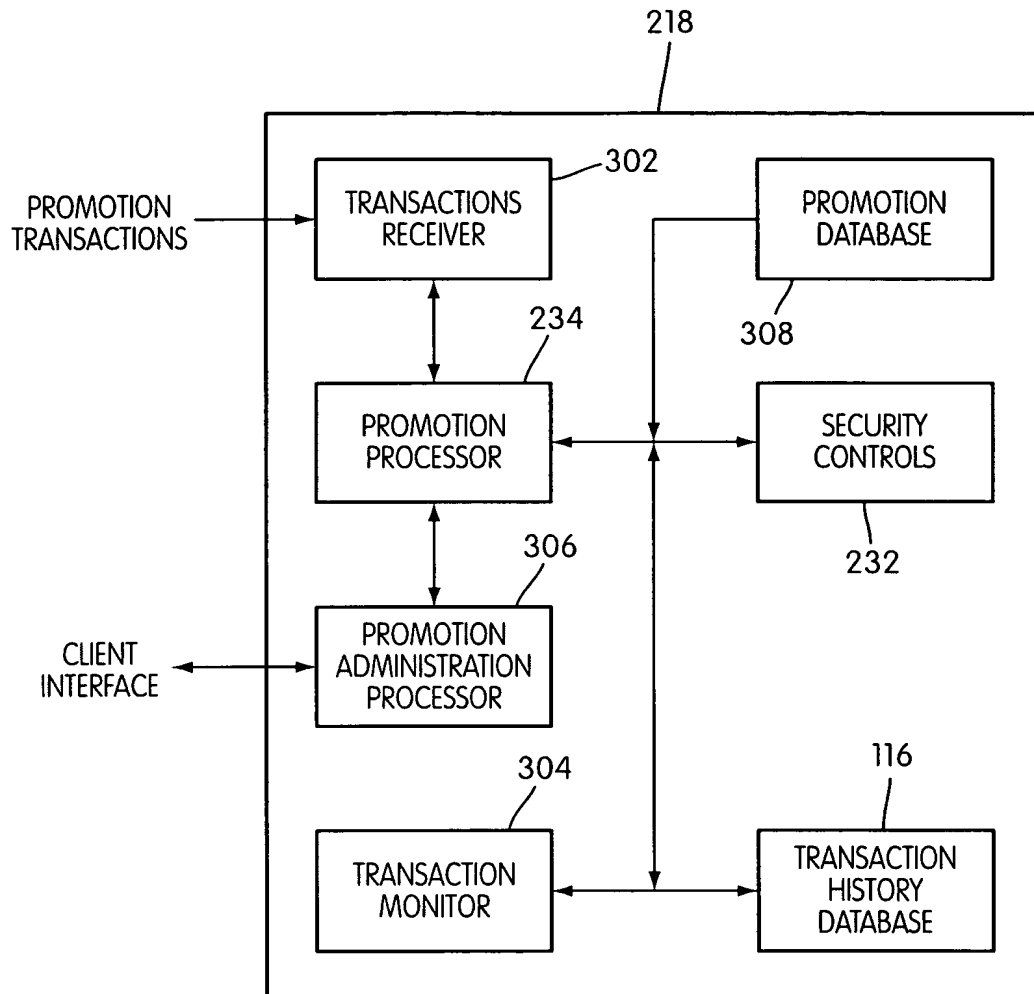 218
302
PROMOTION
TRANSACTIONS
TRANSACTIONS
RECEIVER
PROMOTION
DATABASE
308
234
PROMOTION
PROCESSOR
SECURITY
CONTROLS
232
306
CLIENT
INTERFACE
PROMOTION
ADMINISTRATION
PROCESSOR
304
116
TRANSACTION
MONITOR
TRANSACTION
HISTORY
DATABASE